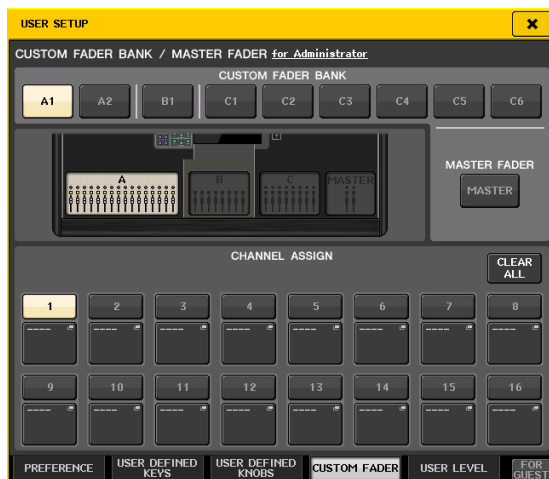 USER SETUP
CUSTOM FADER BANK / MASTER FADER for Administrator
CUSTOM FADER BANK
A1 A2 B1 C1 C2 C3 C4 C5 C6
A B C MASTER
MASTER FADER
MASTER
CHANNEL ASSIGN
CLEAR
ALL
1 2 3 4 5 6 7 8
---- ---- ---- ---- ---- ---- ---- ----
9 10 11 12 13 14 15 16
---- ---- ---- ---- ---- ---- ---- ----
PREFERENCE
USER DEFINED
KEYS
USER DEFINED
KNOBS
CUSTOM FADER
USER LEVEL
FOR
GUEST